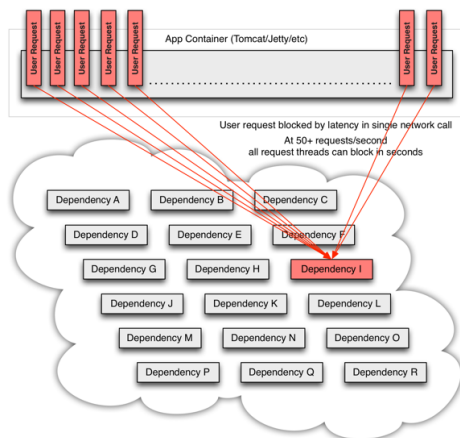 User Request
User Request
User Request
User Request
User Request
User Request
User Request
App Container (Tomcat/Jetty/etc)
User request blocked by latency in single network call
At 50+ requests/second
all request threads can block in seconds
Dependency A
Dependency B
Dependency C
Dependency D
Dependency E
Dependency F
Dependency G
Dependency H
Dependency I
Dependency J
Dependency K
Dependency L
Dependency M
Dependency N
Dependency O
Dependency P
Dependency Q
Dependency R